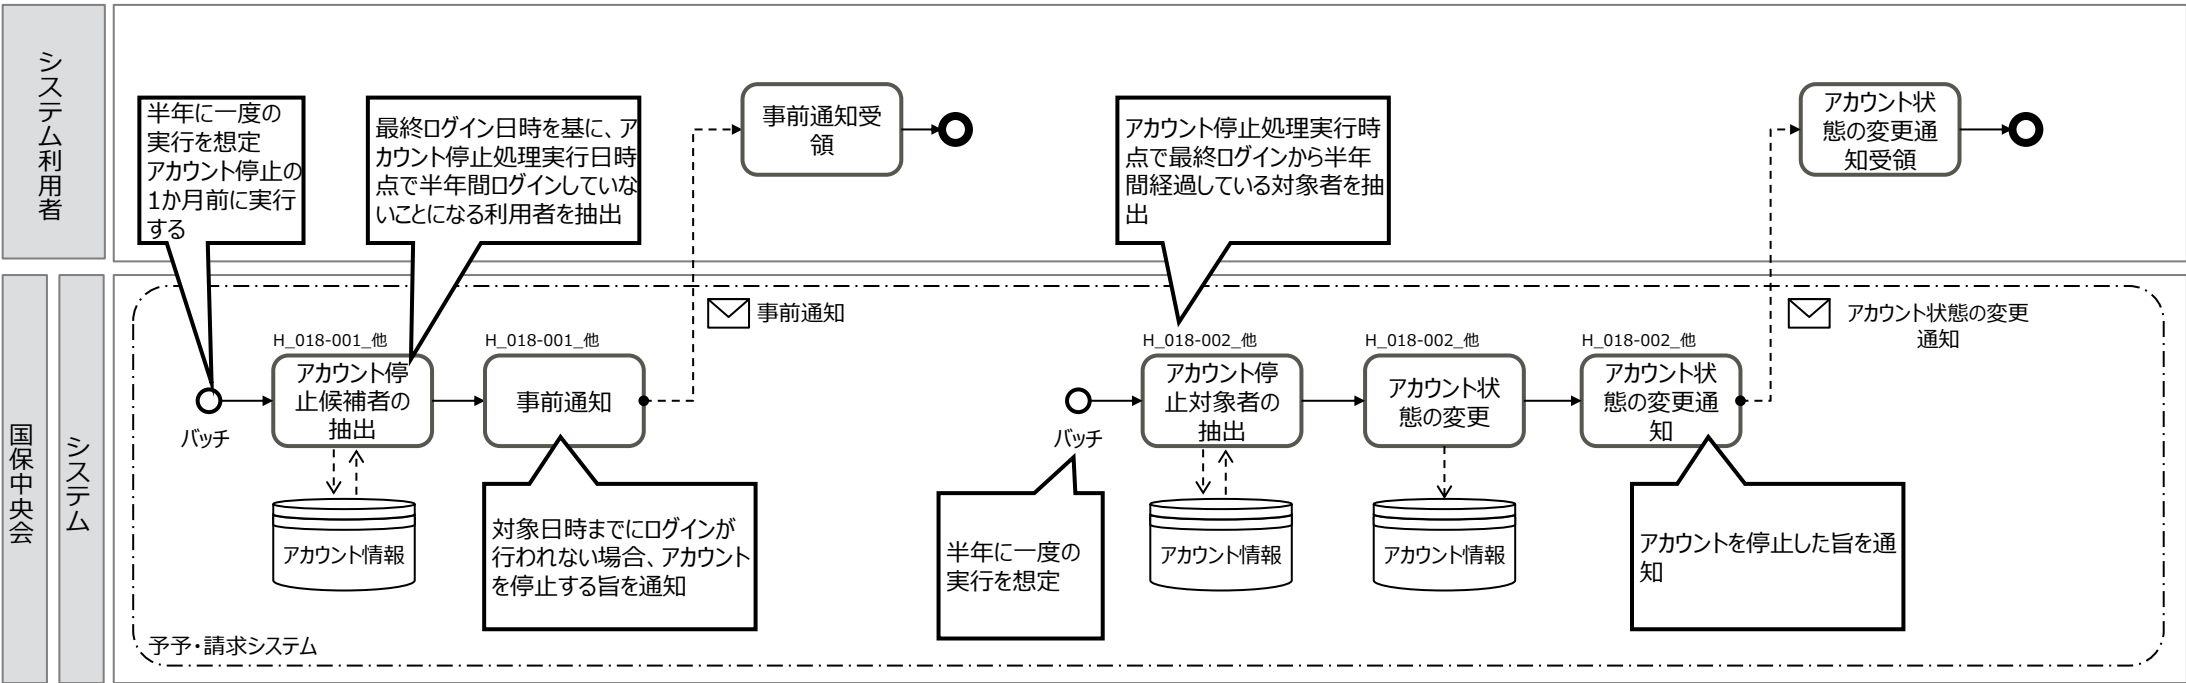 システム利用者
半年に一度の
実行を想定
アカウント停止の
1か月前に実行
する
最終ログイン日時を基に、ア
カウント停止処理実行日時
点で半年間ログインしていな
いことになる利用者を抽出
事前通知受
領
アカウント停止処理実行時
点で最終ログインから半年
間経過している対象者を抽
出
アカウント状
態の変更通
知受領
国保中央会
システム
事前通知
アカウント状態の変更
通知
H_018-001_他
アカウント停
止候補者の
抽出
H_018-001_他
事前通知
H_018-002_他
アカウント停
止対象者の
抽出
H_018-002_他
アカウント状
態の変更
H_018-002_他
アカウント状
態の変更通
知
バッチ
バッチ
アカウント情報
対象日時までにログインが
行われない場合、アカウント
を停止する旨を通知
半年に一度の
実行を想定
アカウント情報
アカウント情報
アカウントを停止した旨を通
知
予予・請求システム